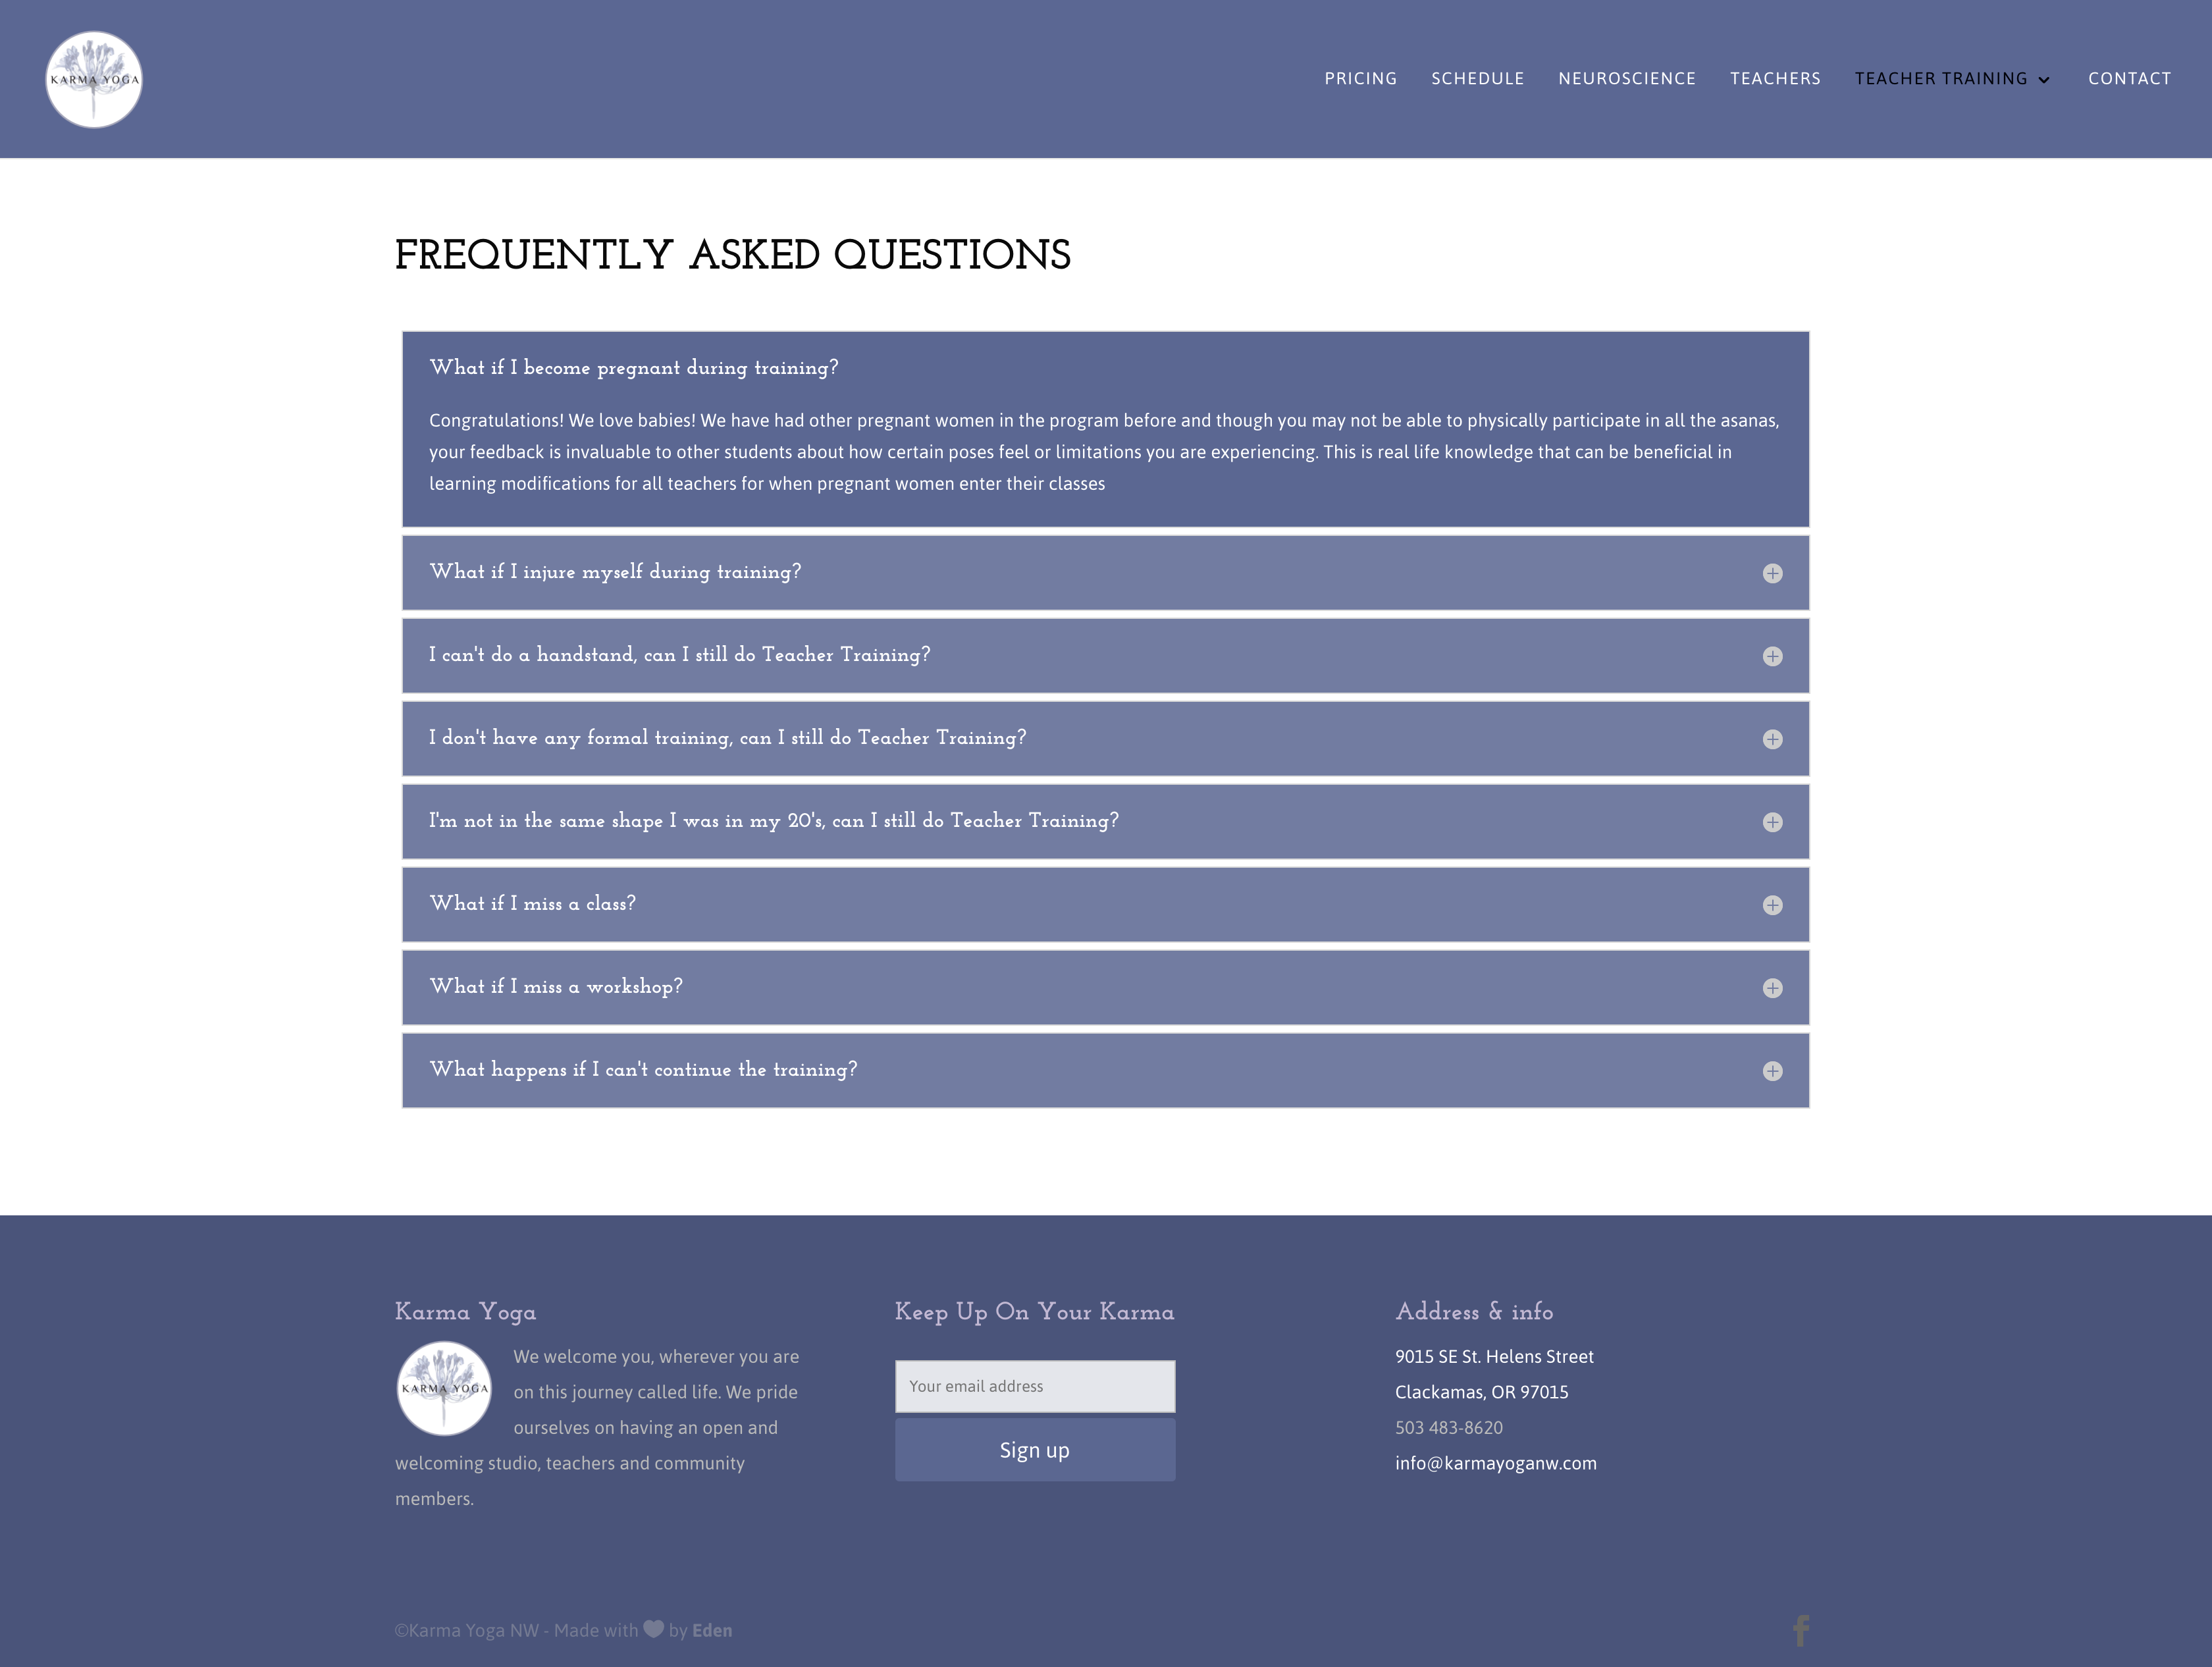 KARMA YOGA
PRICING
SCHEDULE
NEUROSCIENCE
TEACHERS
TEACHER TRAINING
CONTACT
FREQUENTLY ASKED QUESTIONS
What if I become pregnant during training?
Congratulations! We love babies! We have had other pregnant women in the program before and though you may not be able to physically participate in all the asanas,
your feedback is invaluable to other students about how certain poses feel or limitations you are experiencing. This is real life knowledge that can be beneficial in
learning modifications for all teachers for when pregnant women enter their classes
What if I injure myself during training?
I can't do a handstand, can I still do Teacher Training?
I don't have any formal training, can I still do Teacher Training?
I'm not in the same shape I was in my 20's, can I still do Teacher Training?
What if I miss a class?
What if I miss a workshop?
What happens if I can't continue the training?
Karma Yoga
KARMA YOGA
We welcome you, wherever you are
on this journey called life. We pride
ourselves on having an open and
welcoming studio, teachers and community
members.
Keep Up On Your Karma
Your email address
Sign up
Address & info
9015 SE St. Helens Street
Clackamas, OR 97015
503 483-8620
info@karmayoganw.com
©Karma Yoga NW - Made with ♥ by Eden